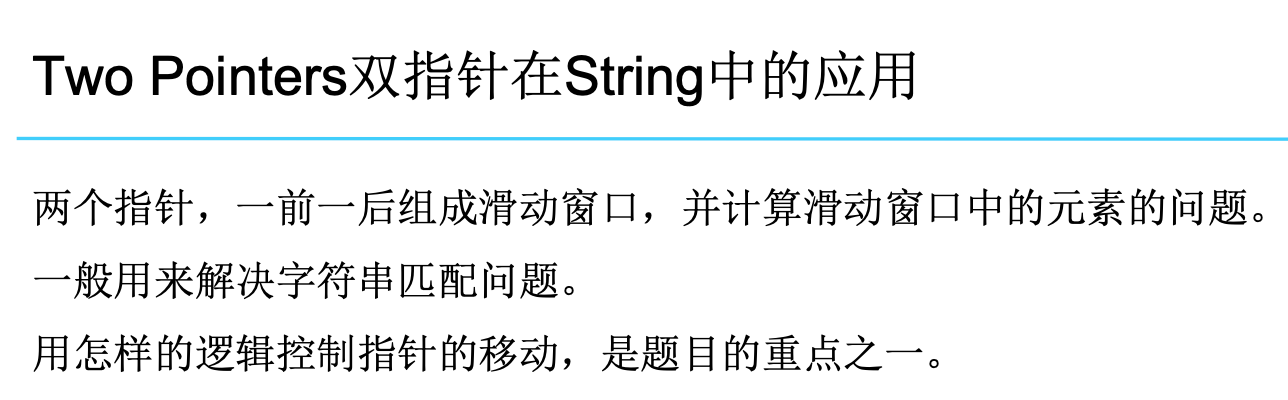 Two Pointers双指针在String中的应用
两个指针，一前一后组成滑动窗口，并计算滑动窗口中的元素的问题。
一般用来解决字符串匹配问题。
用怎样的逻辑控制指针的移动，是题目的重点之一。